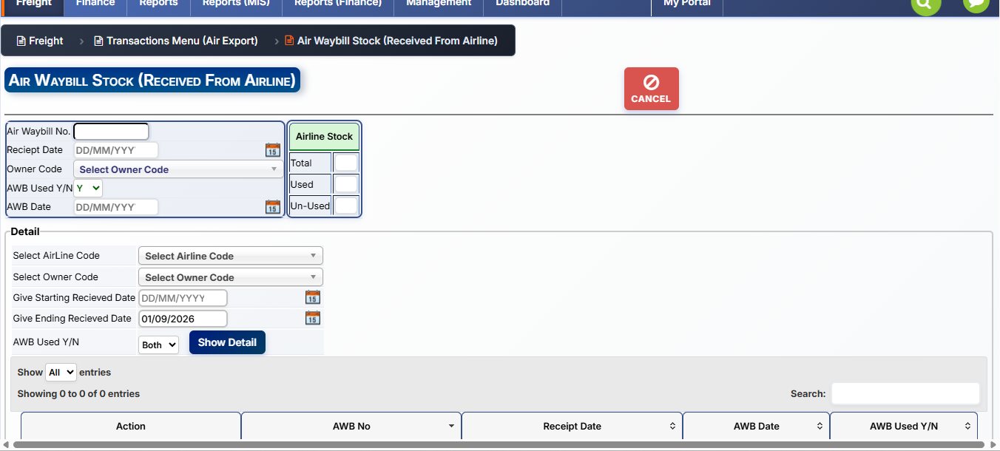 Freight Finance Reports Reports (MIS) Reports (Finance) Management Dashboard My Portal
Freight Transactions Menu (Air Export) Air Waybill Stock (Received From Airline)
Air Waybill Stock (Received From Airline)
CANCEL
Air Waybill No.
Reciept Date DD/MM/YYY
15
Owner Code Select Owner Code
AWB Used Y/N Y
AWB Date DD/MM/YYY
15
Airline Stock
Total
Used
Un-Used
Detail
Select AirLine Code Select Airline Code
Select Owner Code Select Owner Code
Give Starting Recieved Date DD/MM/YYYY 15
Give Ending Recieved Date 01/09/2026 15
AWB Used Y/N Both Show Detail
Show All entries
Showing 0 to 0 of 0 entries
Search:
Action AWB No Receipt Date AWB Date AWB Used Y/N